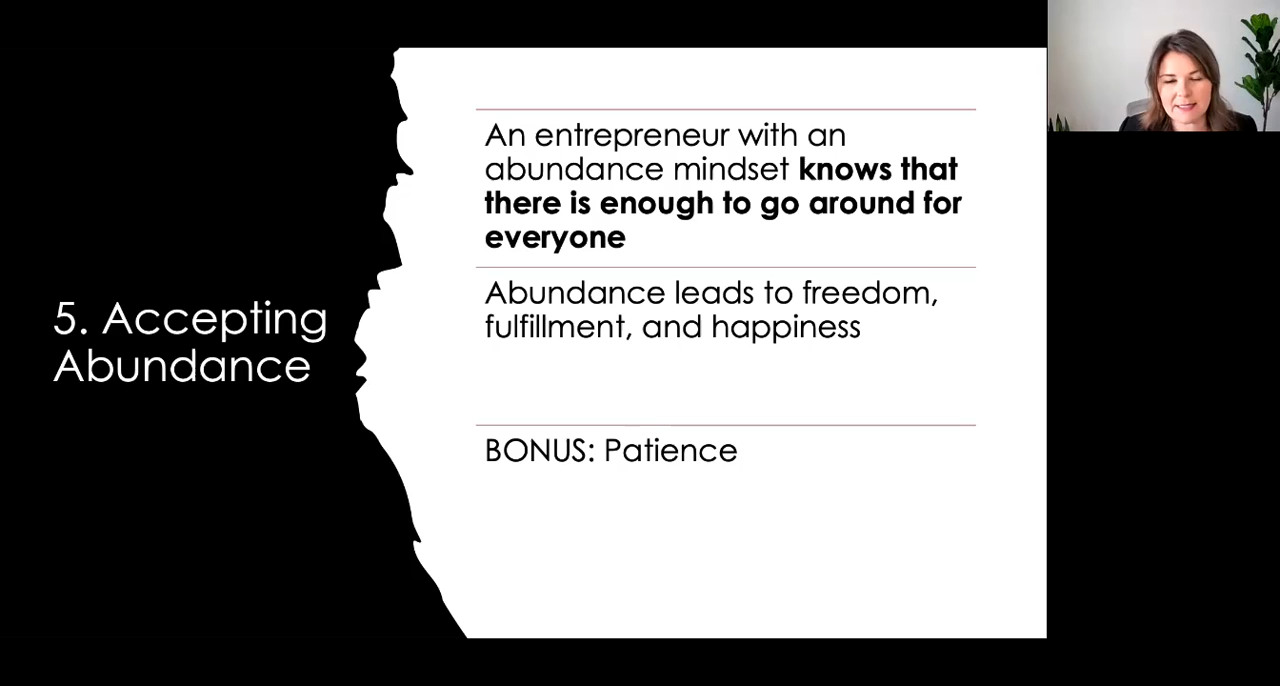 5. Accepting
Abundance
An entrepreneur with an
abundance mindset knows that
there is enough to go around for
everyone
Abundance leads to freedom,
fulfillment, and happiness
BONUS: Patience